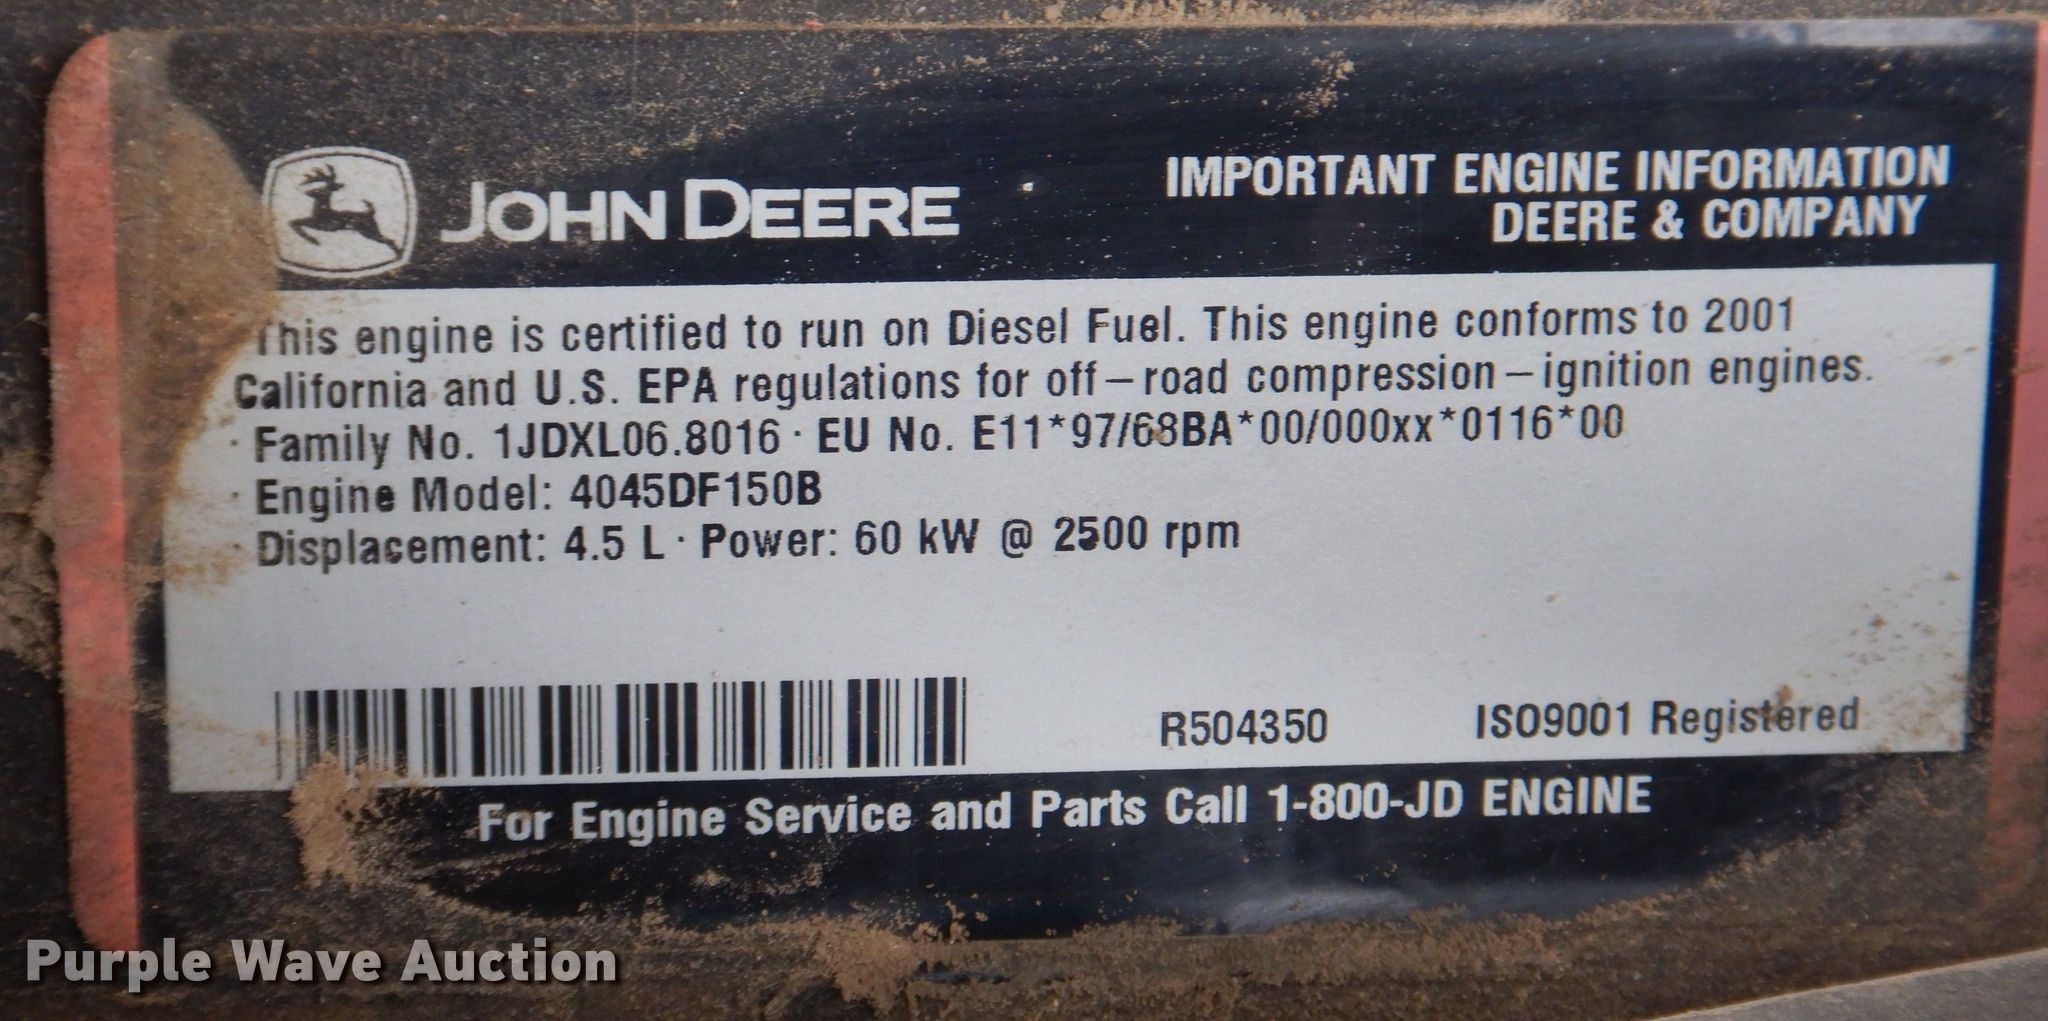 JOHN DEERE
IMPORTANT ENGINE INFORMATION
DEERE & COMPANY
This engine is certified to run on Diesel Fuel. This engine conforms to 2001
California and U.S. EPA regulations for off–road compression–ignition engines.
· Family No. 1JDXL06.8016 · EU No. E11*97/68BA*00/000xx*0116*00
· Engine Model: 4045DF150B
· Displacement: 4.5 L · Power: 60 kW @ 2500 rpm
R504350
ISO9001 Registered
For Engine Service and Parts Call 1-800-JD ENGINE
Purple Wave Auction